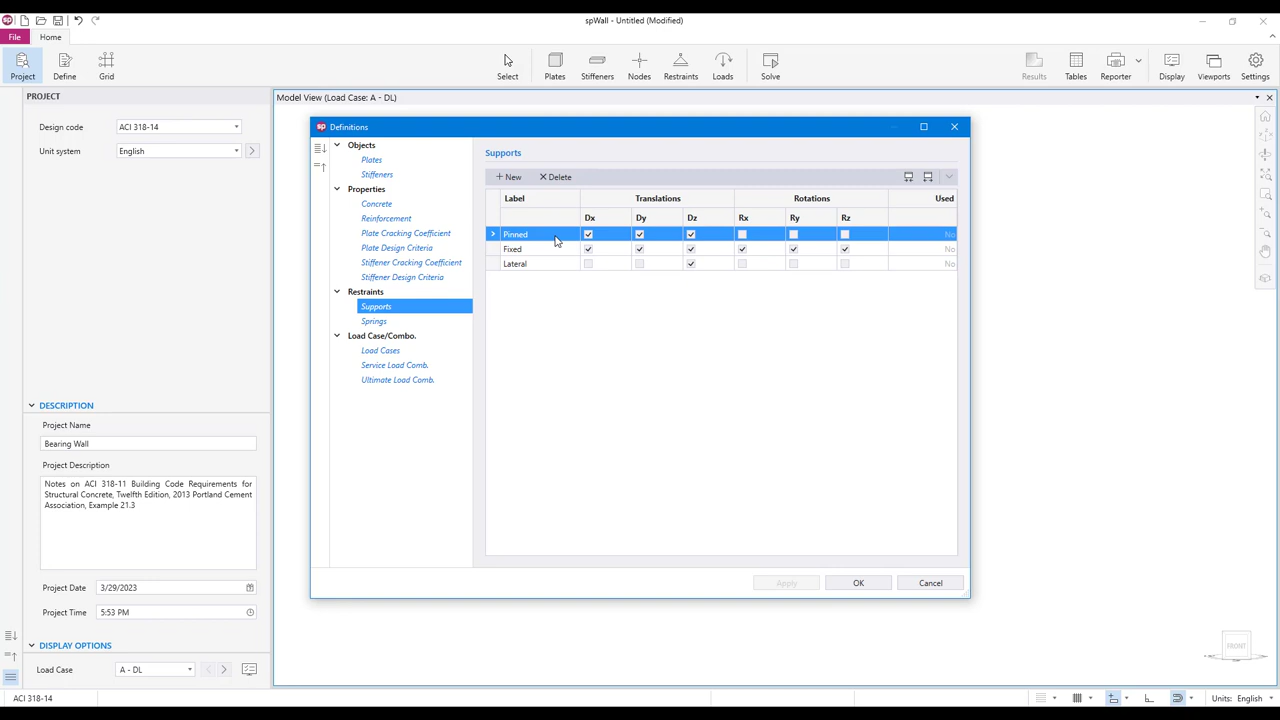 sp
spWall - Untitled (Modified)
File
Home
Project
Define
Grid
Select
Plates
Stiffeners
Nodes
Restraints
Loads
Solve
Results
Tables
Reporter
Display
Viewports
Settings
PROJECT
Design code
ACI 318-14
Unit system
English
DESCRIPTION
Project Name
Bearing Wall
Project Description
Notes on ACI 318-11 Building Code Requirements for
Structural Concrete, Twelfth Edition, 2013 Portland Cement
Association, Example 21.3
Project Date
3/29/2023
Project Time
5:53 PM
DISPLAY OPTIONS
Load Case
A - DL
Model View (Load Case: A - DL)
sp Definitions
Objects
Plates
Stiffeners
Properties
Concrete
Reinforcement
Plate Cracking Coefficient
Plate Design Criteria
Stiffener Cracking Coefficient
Stiffener Design Criteria
Restraints
Supports
Springs
Load Case/Combo.
Load Cases
Service Load Comb.
Ultimate Load Comb.
Supports
New
Delete
Label Translations Rotations Used
Dx Dy Dz Rx Ry Rz
Pinned No
Fixed No
Lateral No
Apply
OK
Cancel
FRONT
ACI 318-14
Units: English